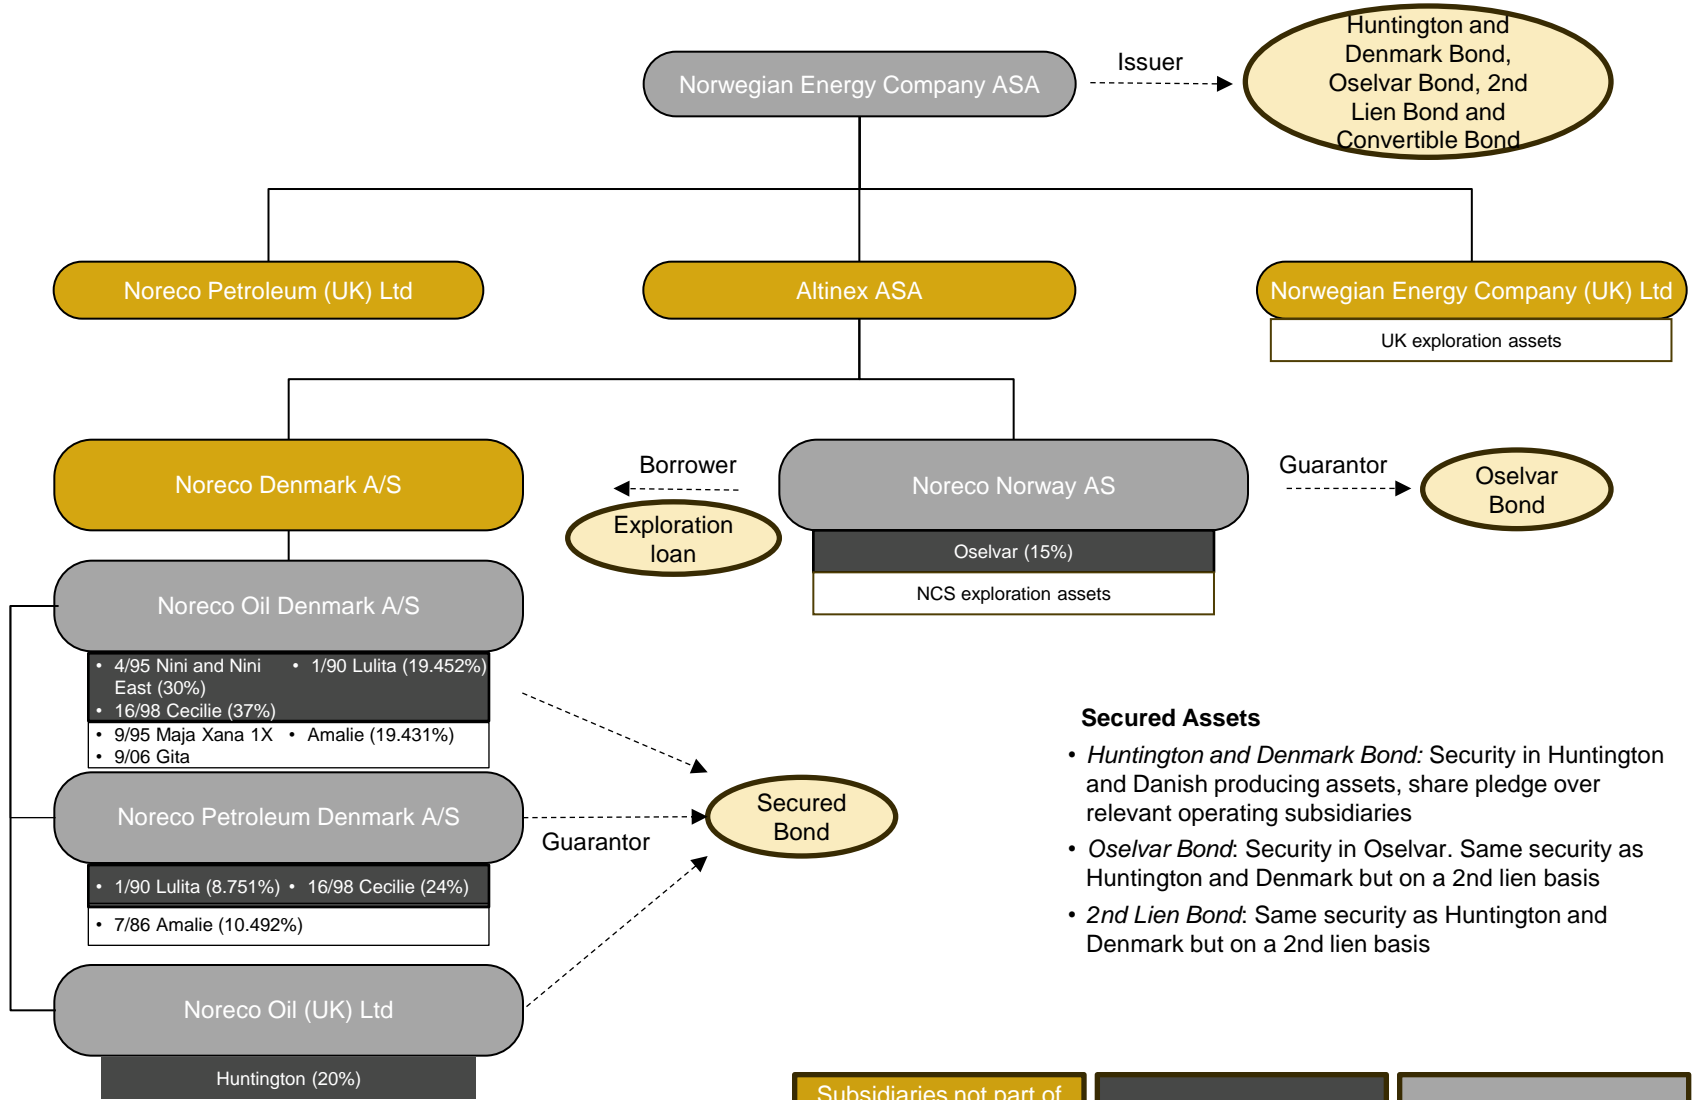 Huntington and
Denmark Bond,
Oselvar Bond, 2nd
Lien Bond and
Convertible Bond
Issuer
Norwegian Energy Company ASA
Noreco Petroleum (UK) Ltd
Altinex ASA
Norwegian Energy Company (UK) Ltd
UK exploration assets
Noreco Denmark A/S
Borrower
Exploration
loan
Noreco Norway AS
Guarantor
Oselvar
Bond
Oselvar (15%)
NCS exploration assets
Noreco Oil Denmark A/S
• 4/95 Nini and Nini
East (30%)
• 16/98 Cecilie (37%)
• 1/90 Lulita (19.452%)
• 9/95 Maja Xana 1X
• 9/06 Gita
• Amalie (19.431%)
Noreco Petroleum Denmark A/S
Guarantor
Secured
Bond
• 1/90 Lulita (8.751%)
• 16/98 Cecilie (24%)
• 7/86 Amalie (10.492%)
Noreco Oil (UK) Ltd
Huntington (20%)
Secured Assets
• Huntington and Denmark Bond: Security in Huntington
and Danish producing assets, share pledge over
relevant operating subsidiaries
• Oselvar Bond: Security in Oselvar. Same security as
Huntington and Denmark but on a 2nd lien basis
• 2nd Lien Bond: Same security as Huntington and
Denmark but on a 2nd lien basis
Subsidiaries not part of